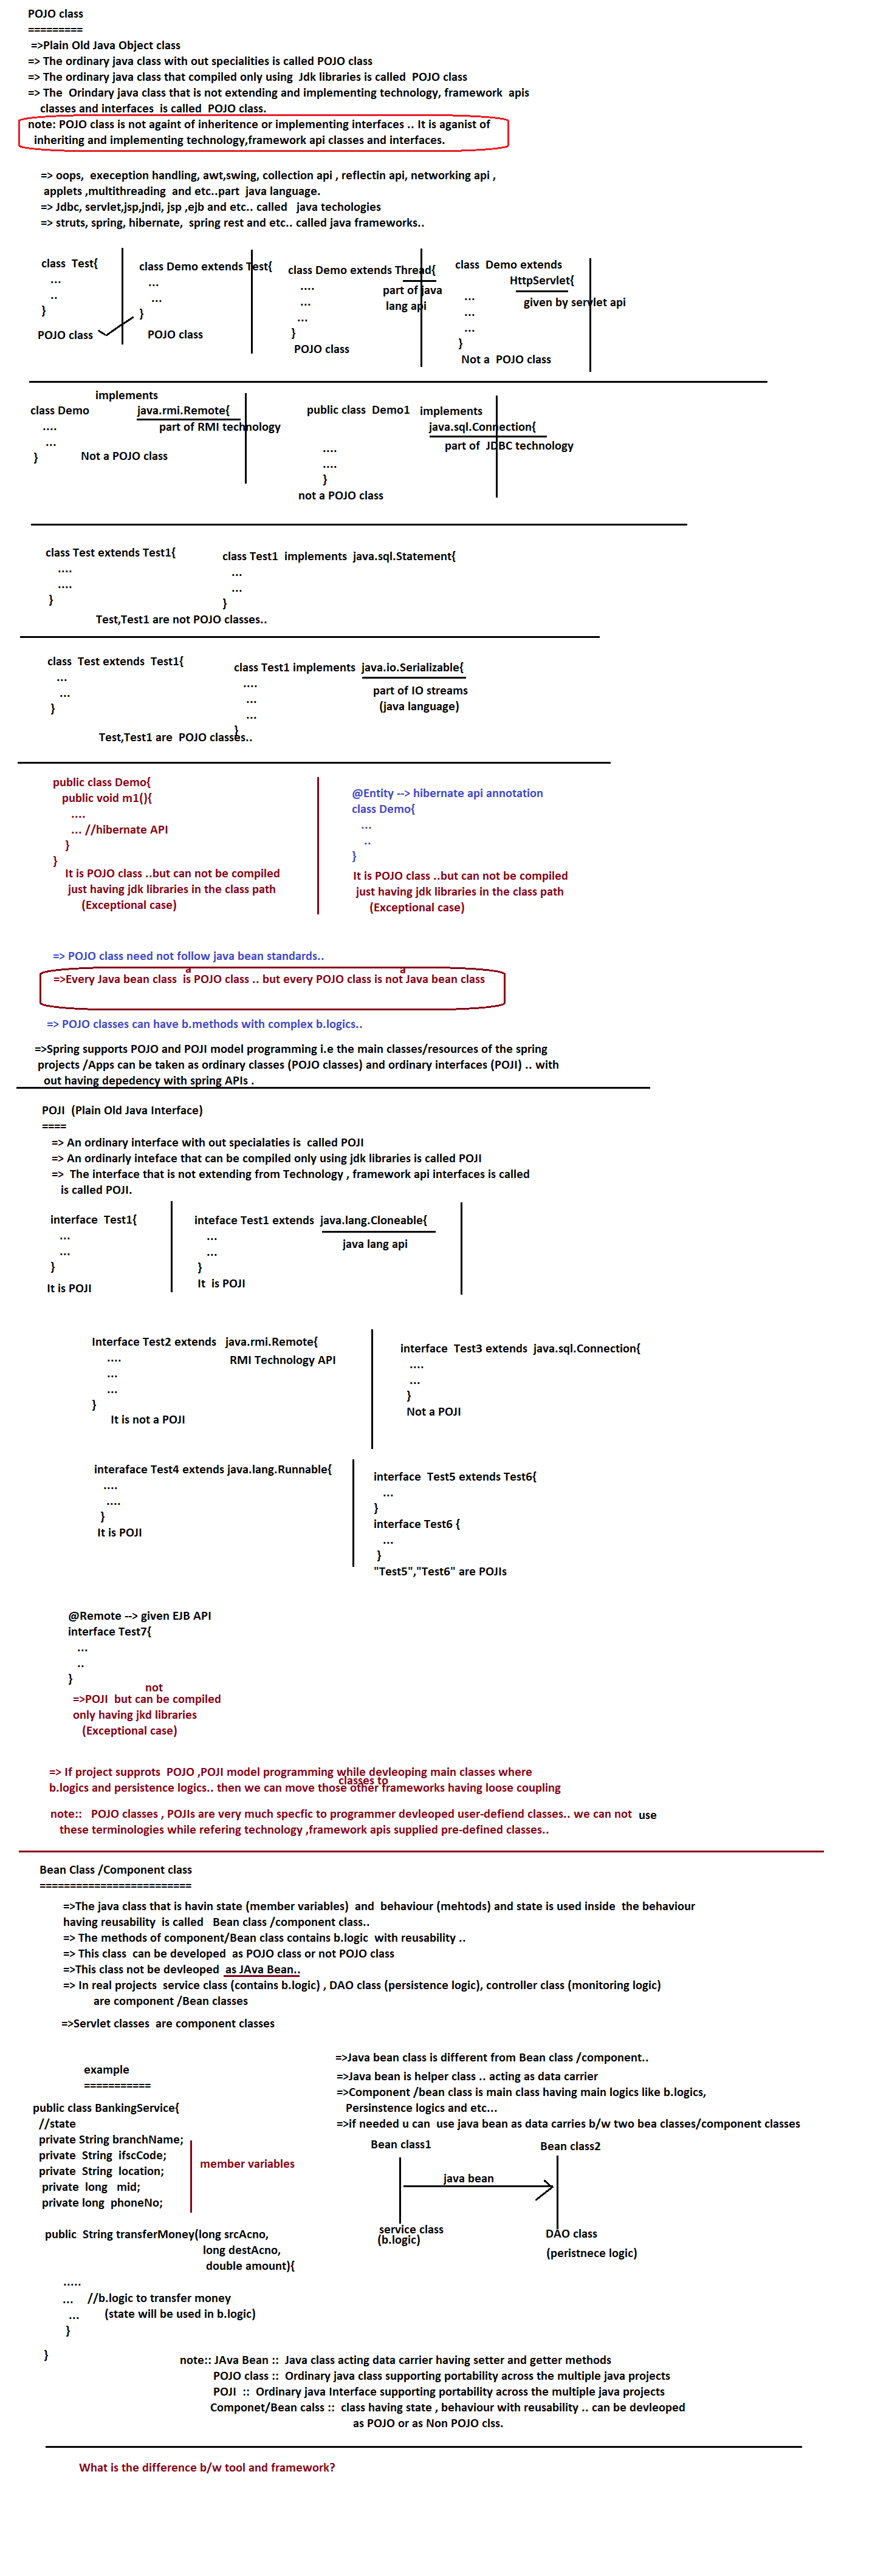 POJO class
=========
=>Plain Old Java Object class
=> The ordinary java class with out specialities is called POJO class
=> The ordinary java class that compiled only using Jdk libraries is called POJO class
=> The Orindary java class that is not extending and implementing technology, framework apis
classes and interfaces is called POJO class.
note: POJO class is not againt of inheritence or implementing interfaces .. It is aganist of
inheriting and implementing technology,framework api classes and interfaces.
=> oops, execection handling, awt,swing, collection api , reflectin api, networking api ,
applets ,multithreading and etc..part java language.
=> Jdbc, servlet,jsp,jndi, jsp ,ejb and etc.. called java techologies
=> struts, spring, hibernate, spring rest and etc.. called java frameworks..
class Test{
...
..
}
POJO class
class Demo extends Test{
...
...
}
POJO class
class Demo extends Thread{
....
part of java
lang api
...
...
}
POJO class
class Demo extends
HttpServlet{
given by servlet api
...
...
...
}
Not a POJO class
implements
class Demo java.rmi.Remote{
.... part of RMI technology
...
} Not a POJO class
public class Demo1 implements
java.sql.Connection{
part of JDBC technology
....
....
}
not a POJO class
class Test extends Test1{
....
....
}
class Test1 implements java.sql.Statement{
...
...
}
Test,Test1 are not POJO classes..
class Test extends Test1{
...
...
}
class Test1 implements java.io.Serializable{
....
part of IO streams
(java language)
...
...
}
Test,Test1 are POJO classes..
public class Demo{
public void m1(){
....
... //hibernate API
}
}
It is POJO class ..but can not be compiled
just having jdk libraries in the class path
(Exceptional case)
@Entity --> hibernate api annotation
class Demo{
...
..
}
It is POJO class ..but can not be compiled
just having jdk libraries in the class path
(Exceptional case)
=> POJO class need not follow java bean standards..
a a
=>Every Java bean class is POJO class .. but every POJO class is not Java bean class
=> POJO classes can have b.methods with complex b.logics..
=>Spring supports POJO and POJI model programming i.e the main classes/resources of the spring
projects /Apps can be taken as ordinary classes (POJO classes) and ordinary interfaces (POJI) .. with
out having depedency with spring APIs .
POJI (Plain Old Java Interface)
====
=> An ordinary interface with out specialaties is called POJI
=> An ordinarly inteface that can be compiled only using jdk libraries is called POJI
=> The interface that is not extending from Technology , framework api interfaces is called
is called POJI.
interface Test1{
...
...
}
It is POJI
inteface Test1 extends java.lang.Cloneable{
... java lang api
...
}
It is POJI
Interface Test2 extends java.rmi.Remote{
.... RMI Technology API
...
...
}
It is not a POJI
interface Test3 extends java.sql.Connection{
....
...
}
Not a POJI
interaface Test4 extends java.lang.Runnable{
....
....
}
It is POJI
interface Test5 extends Test6{
...
}
interface Test6 {
...
}
"Test5","Test6" are POJIs
@Remote --> given EJB API
interface Test7{
...
..
}
not
=>POJI but can be compiled
only having jkd libraries
(Exceptional case)
=> If project supprots POJO ,POJI model programming while devleoping main classes where
classes to
b.logics and persistence logics.. then we can move those other frameworks having loose coupling
note:: POJO classes , POJIs are very much specfic to programmer devleoped user-defiend classes.. we can not use
these terminologies while refering technology ,framework apis supplied pre-defined classes..
Bean Class /Component class
==========================
=>The java class that is havin state (member variables) and behaviour (mehtods) and state is used inside the behaviour
having reusability is called Bean class /component class..
=> The methods of component/Bean class contains b.logic with reusability ..
=> This class can be developed as POJO class or not POJO class
=>This class not be devleoped as JAva Bean..
=> In real projects service class (contains b.logic) , DAO class (persistence logic), controller class (monitoring logic)
are component /Bean classes
=>Servlet classes are component classes
=>Java bean class is different from Bean class /component..
=>Java bean is helper class .. acting as data carrier
=>Component /bean class is main class having main logics like b.logics,
Persinstence logics and etc...
=>if needed u can use java bean as data carries b/w two bea classes/component classes
Bean class1
Bean class2
java bean
service class
(b.logic)
DAO class
(peristnece logic)
example
===========
public class BankingService{
//state
private String branchName;
private String ifscCode;
private String location;
private long mid;
private long phoneNo;
member variables
public String transferMoney(long srcAcno,
long destAcno,
double amount){
.....
... //b.logic to transfer money
... (state will be used in b.logic)
}
}
note:: JAva Bean :: Java class acting data carrier having setter and getter methods
POJO class :: Ordinary java class supporting portability across the multiple java projects
POJI :: Ordinary java Interface supporting portability across the multiple java projects
Componet/Bean calss :: class having state , behaviour with reusability .. can be devleoped
as POJO or as Non POJO clss.
What is the difference b/w tool and framework?